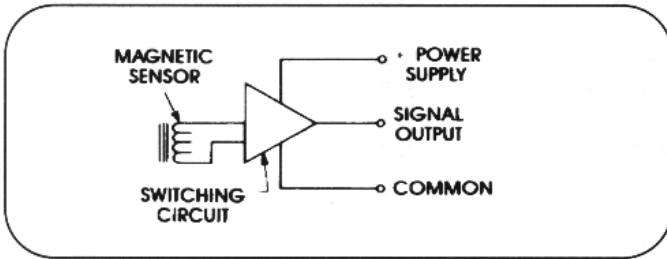 MAGNETIC
SENSOR
+ POWER
SUPPLY
SIGNAL
OUTPUT
SWITCHING
CIRCUIT
COMMON